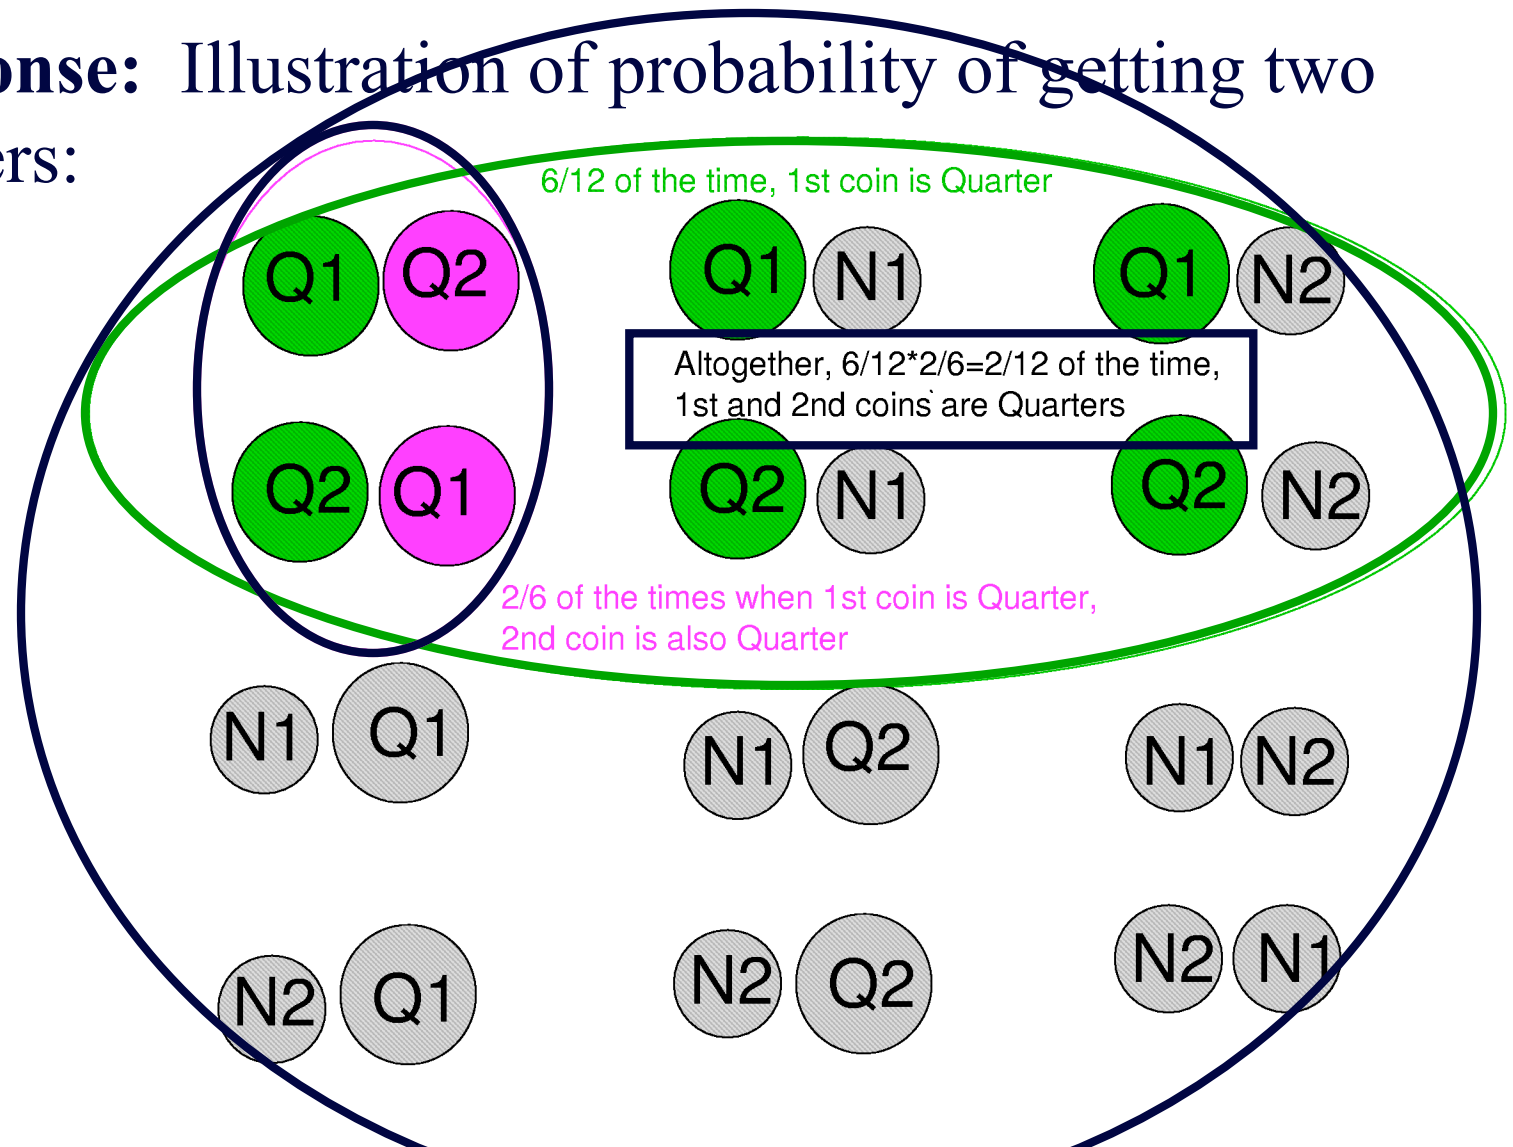 onse: Illustration of probability of getting two
ers:
6/12 of the time, 1st coin is Quarter
Q1 Q2 Q1 N1 Q1 N2
Altogether, 6/12*2/6=2/12 of the time,
1st and 2nd coins are Quarters
Q2 Q1 Q2 N1 Q2 N2
2/6 of the times when 1st coin is Quarter,
2nd coin is also Quarter
N1 Q1 N1 Q2 N1 N2
N2 Q1 N2 Q2 N2 N1